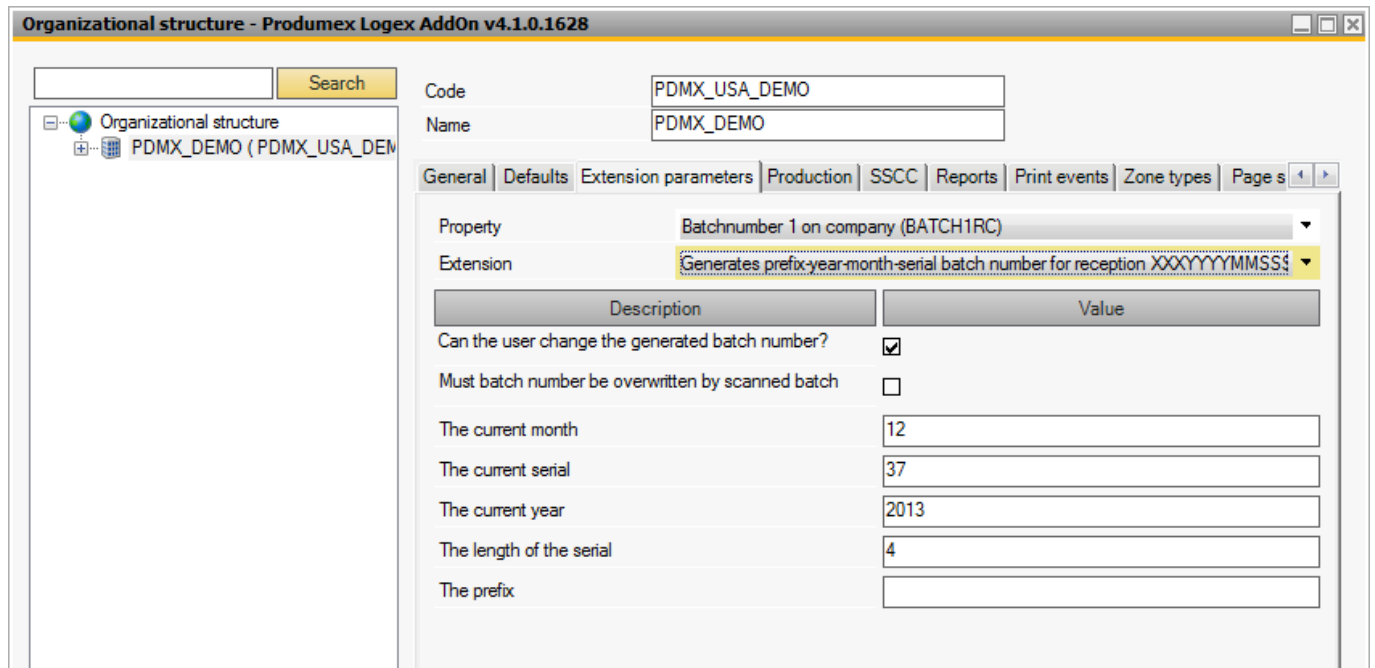 Organizational structure - Produmex Logex AddOn v4.1.0.1628
Search
Organizational structure
PDMX_DEMO ( PDMX_USA_DEM
Code PDMX_USA_DEMO
Name PDMX_DEMO
General Defaults Extension parameters Production SSCC Reports Print events Zone types Page s
Property Batchnumber 1 on company (BATCH1RC)
Extension Generates prefix-year-month-serial batch number for reception XXXYYYYMMSSS
Description Value
Can the user change the generated batch number?
Must batch number be overwritten by scanned batch
The current month 12
The current serial 37
The current year 2013
The length of the serial 4
The prefix